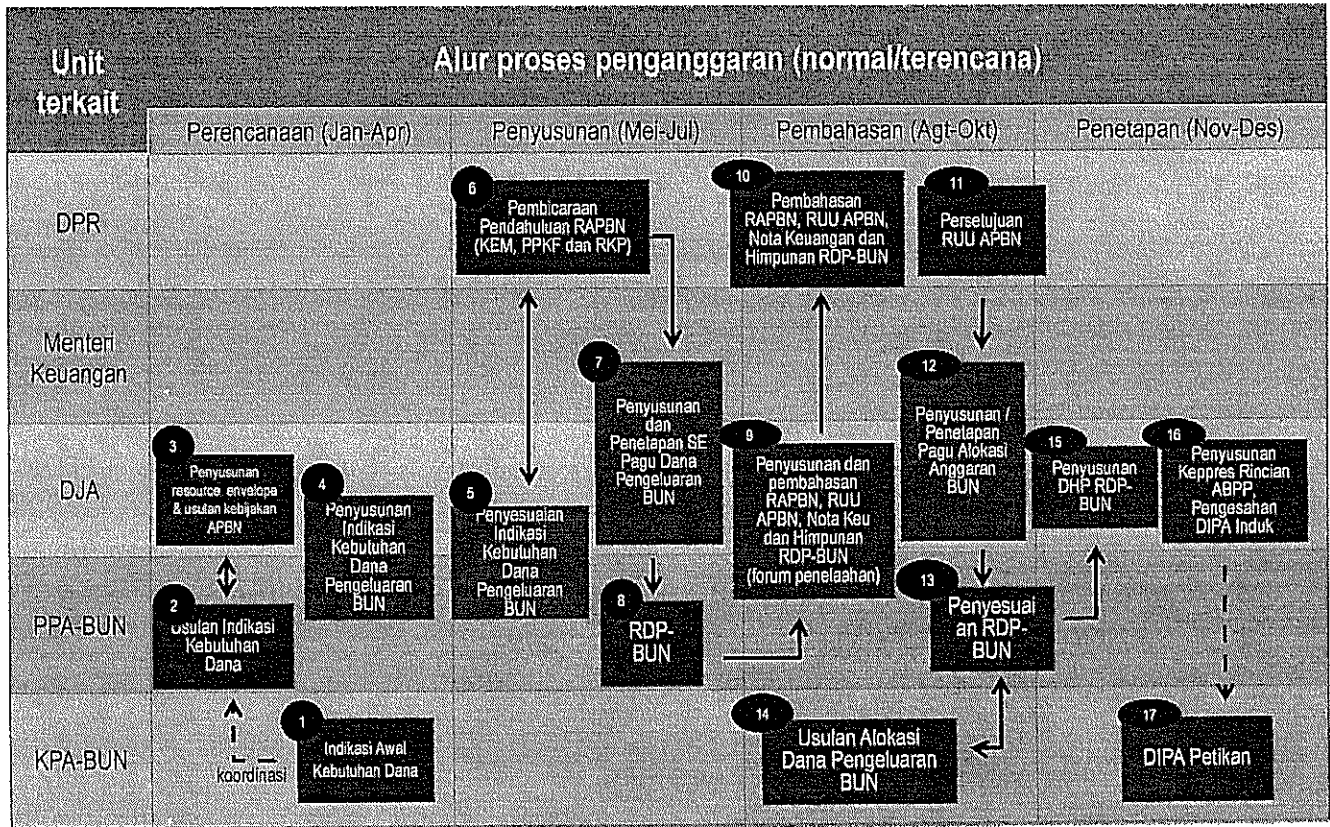 Unit
terkait
Alur proses penganggaran (normal/terencana)
Perencanaan (Jan-Apr)
Penyusunan (Mei-Jul)
Pembahasan (Agt-Okt)
Penetapan (Nov-Des)
DPR
6
Pembicaraan
Pendahuluan RAPBN
(KEM, PPKF dan RKP)
10
Pembahasan
RAPBN, RUU APBN,
Nota Keuangan dan
Himpunan RDP-BUN
11
Persetujuan
RUU APBN
Menteri
Keuangan
7
Penyusunan
dan
Penetapan SE
Pagu Dana
Pengeluaran
BUN
12
Penyusunan /
Penetapan
Pagu Alokasi
Anggaran
BUN
DJA
3
Penyusunan
resource envelope
& usulan kebijakan
APBN
4
Penyusunan
Indikasi
Kebutuhan
Dana
Pengeluaran
BUN
5
Penyesuaian
Indikasi
Kebutuhan
Dana
Pengeluaran
BUN
9
Penyusunan dan
pembahasan
RAPBN, RUU
APBN, Nota Keu
dan Himpunan
RDP-BUN
(forum penelaahan)
15
Penyusunan
DHP RDP-
BUN
16
Penyusunan
Keppres Rincian
ABPP,
Pengesahan
DIPA Induk
PPA-BUN
2
Usulan Indikasi
Kebutuhan
Dana
8
RDP-
BUN
13
Penyesuai
an RDP-
BUN
KPA-BUN
koordinasi
1
Indikasi Awal
Kebutuhan Dana
14
Usulan Alokasi
Dana Pengeluaran
BUN
17
DIPA Petikan